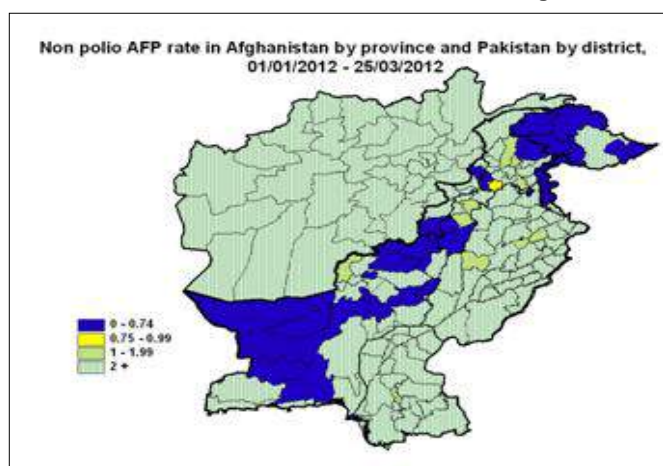 Non polio AFP rate in Afghanistan by province and Pakistan by district,
01/01/2012 - 25/03/2012
0 - 0.74
0.75 - 0.99
1 - 1.99
2 +